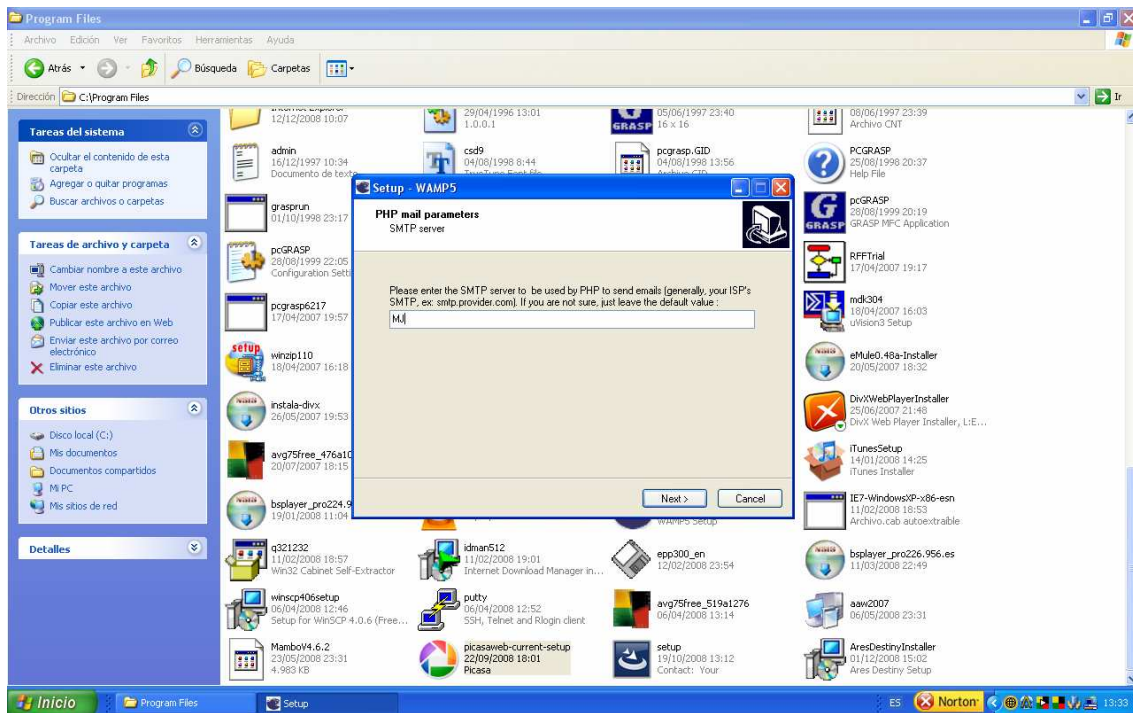 Program Files
Archivo Edición Ver Favoritos Herramientas Ayuda
Atrás Búsqueda Carpetas
Dirección C:\Program Files Ir
Tareas del sistema
Ocultar el contenido de esta
carpeta
Agregar o quitar programas
Buscar archivos o carpetas
Tareas de archivo y carpeta
Cambiar nombre a este archivo
Mover este archivo
Copiar este archivo
Publicar este archivo en Web
Enviar este archivo por correo
electrónico
Eliminar este archivo
Otros sitios
Disco local (C:)
Mis documentos
Documentos compartidos
Mi PC
Mis sitios de red
Detalles
12/12/2008 10:07
29/04/1996 13:01
1.0.0.1
GRASP
05/06/1997 23:40
16 x 16
08/06/1997 23:39
Archivo CNT
admin
16/12/1997 10:34
Documento de texto
csd9
04/08/1998 8:44
pcgrasp.GID
04/08/1998 13:56
PCGRASP
25/08/1998 20:37
Help File
grasprun
01/10/1998 23:17
GRASP
pcGRASP
28/08/1999 20:19
GRASP MFC Application
pcGRASP
28/08/1999 22:05
Configuration Setti
RFFTrial
17/04/2007 19:17
pcgrasp6217
17/04/2007 19:57
mdk304
18/04/2007 16:03
uVision3 Setup
setup
winzip110
18/04/2007 16:18
eMule0.48a-Installer
20/05/2007 18:32
instala-divx
26/05/2007 19:53
DivXWebPlayerInstaller
25/06/2007 21:48
DivX Web Player Installer, L:E...
avg75free_476a10
20/07/2007 18:15
iTunesSetup
14/01/2008 14:25
iTunes Installer
bsplayer_pro224.9
19/01/2008 11:04
WAMP5 Setup
IE7-WindowsXP-x86-esn
11/02/2008 18:53
Archivo.cab autoextraíble
q321232
11/02/2008 18:57
Win32 Cabinet Self-Extractor
idman512
11/02/2008 19:01
Internet Download Manager in...
epp300_en
12/02/2008 23:54
bsplayer_pro226.956.es
11/03/2008 22:49
winscp406setup
06/04/2008 12:46
Setup for WinSCP 4.0.6 (Free...
putty
06/04/2008 12:52
SSH, Telnet and Rlogin client
avg75free_519a1276
06/04/2008 13:14
aaw2007
06/05/2008 23:31
MamboV4.6.2
23/05/2008 23:31
4.983 KB
picasaweb-current-setup
22/09/2008 18:01
Picasa
setup
19/10/2008 13:12
Contact: Your
AresDestinyInstaller
01/12/2008 15:02
Ares Destiny Setup
Setup - WAMP5
PHP mail parameters
SMTP server
Please enter the SMTP server to be used by PHP to send emails (generally, your ISP's
SMTP, ex: smtp.provider.com). If you are not sure, just leave the default value :
MJ
Next > Cancel
Inicio Program Files Setup ES Norton 13:33